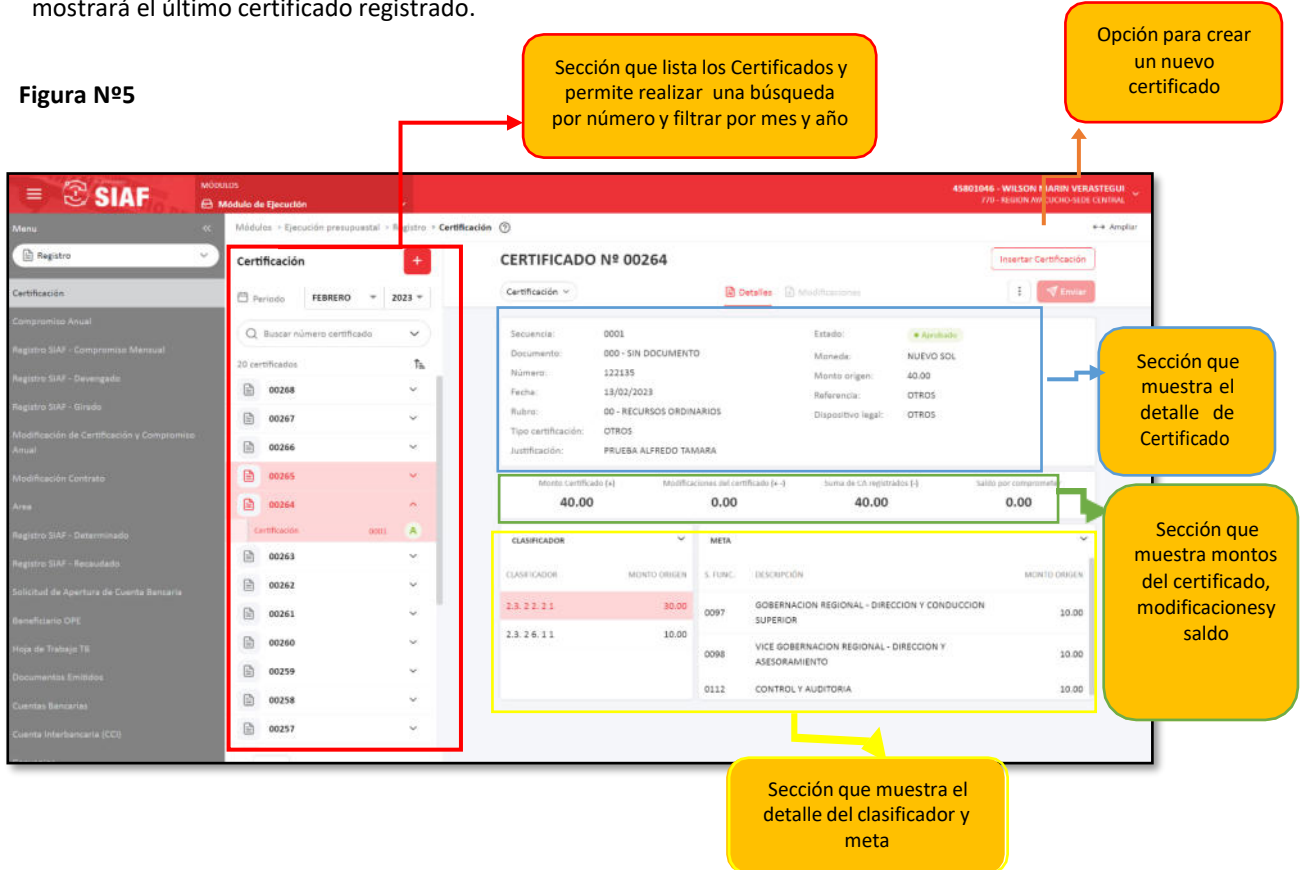 mostrará el último certificado registrado.
Opción para crear
un nuevo
certificado
Sección que lista los Certificados y
permite realizar una búsqueda
por número y filtrar por mes y año
Figura Nº5
SIAF
MÓDULOS
Módulo de Ejecución
45801046 - WILSON MARIN VERASTEGUI
770 - REGION AYACUCHO-SEDE CENTRAL
Menu
Módulos Ejecución presupuestal Registro Certificación
Ampliar
Registro
Certificación
Compromiso Anual
Registro SIAF - Compromiso Mensual
Registro SIAF - Devengado
Registro SIAF - Girado
Modificación de Certificación y Compromiso
Anual
Modificación Contrato
Area
Registro SIAF - Determinado
Registro SIAF - Recaudado
Solicitud de Apertura de Cuenta Bancaria
Beneficiario OPE
Hoja de Trabajo T6
Documentos Emitidos
Cuentas Bancarias
Cuenta Interbancaria (CCI)
Certificación
+
Periodo FEBRERO 2023
Buscar número certificado
20 certificados
00268
00267
00266
00265
00264
Certificación 0001 A
00263
00262
00261
00260
00259
00258
00257
CERTIFICADO Nº 00264
Insertar Certificación
Certificación
Detalles
Modificaciones
Enviar
Secuencia: 0001
Documento: 000 - SIN DOCUMENTO
Número: 122135
Fecha: 13/02/2023
Rubro: 00 - RECURSOS ORDINARIOS
Tipo certificación: OTROS
Justificación: PRUEBA ALFREDO TAMARA
Estado: Aprobado
Moneda: NUEVO SOL
Monto origen: 40.00
Referencia: OTROS
Dispositivo legal: OTROS
Monto Certificado (+) Modificaciones del certificado (+ -) Suma de CA registrados (-) Saldo por comprometer
40.00 0.00 40.00 0.00
CLASIFICADOR
CLASIFICADOR MONTO ORIGEN
2.3. 2 2. 2 1 30.00
2.3. 2 6. 1 1 10.00
META
S. FUNC. DESCRIPCIÓN MONTO ORIGEN
0097 GOBERNACION REGIONAL - DIRECCION Y CONDUCCION
SUPERIOR 10.00
0098 VICE GOBERNACION REGIONAL - DIRECCIÓN Y
ASESORAMIENTO 10.00
0112 CONTROL Y AUDITORIA 10.00
Sección que
muestra el
detalle de
Certificado
Sección que
muestra montos
del certificado,
modificacionesy
saldo
Sección que muestra el
detalle del clasificador y
meta